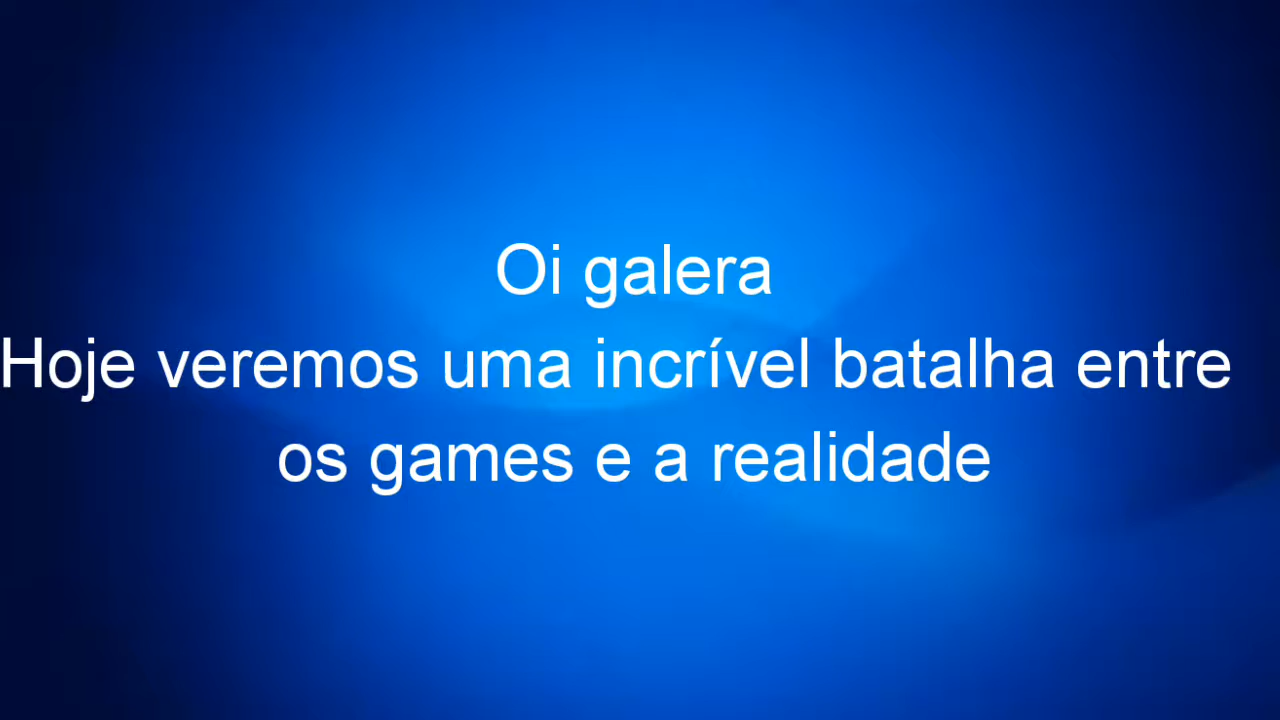 Oi galera
Hoje veremos uma incrível batalha entre
os games e a realidade